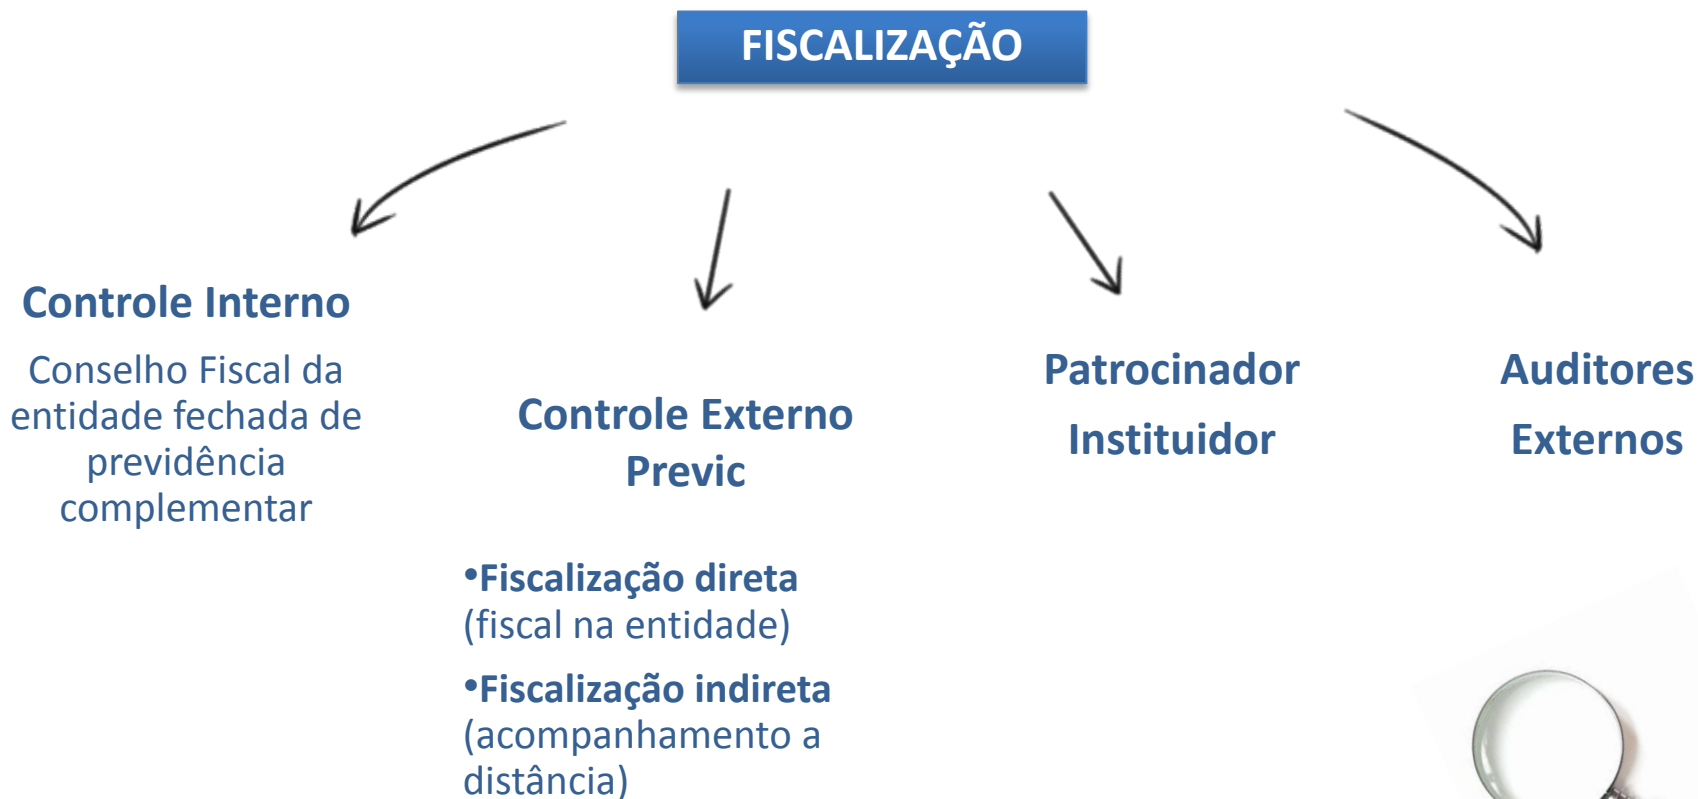 FISCALIZAÇÃO
Controle Interno
Conselho Fiscal da
entidade fechada de
previdência
complementar
Controle Externo
Previc
•Fiscalização direta
(fiscal na entidade)
•Fiscalização indireta
(acompanhamento a
distância)
Patrocinador
Instituidor
Auditores
Externos